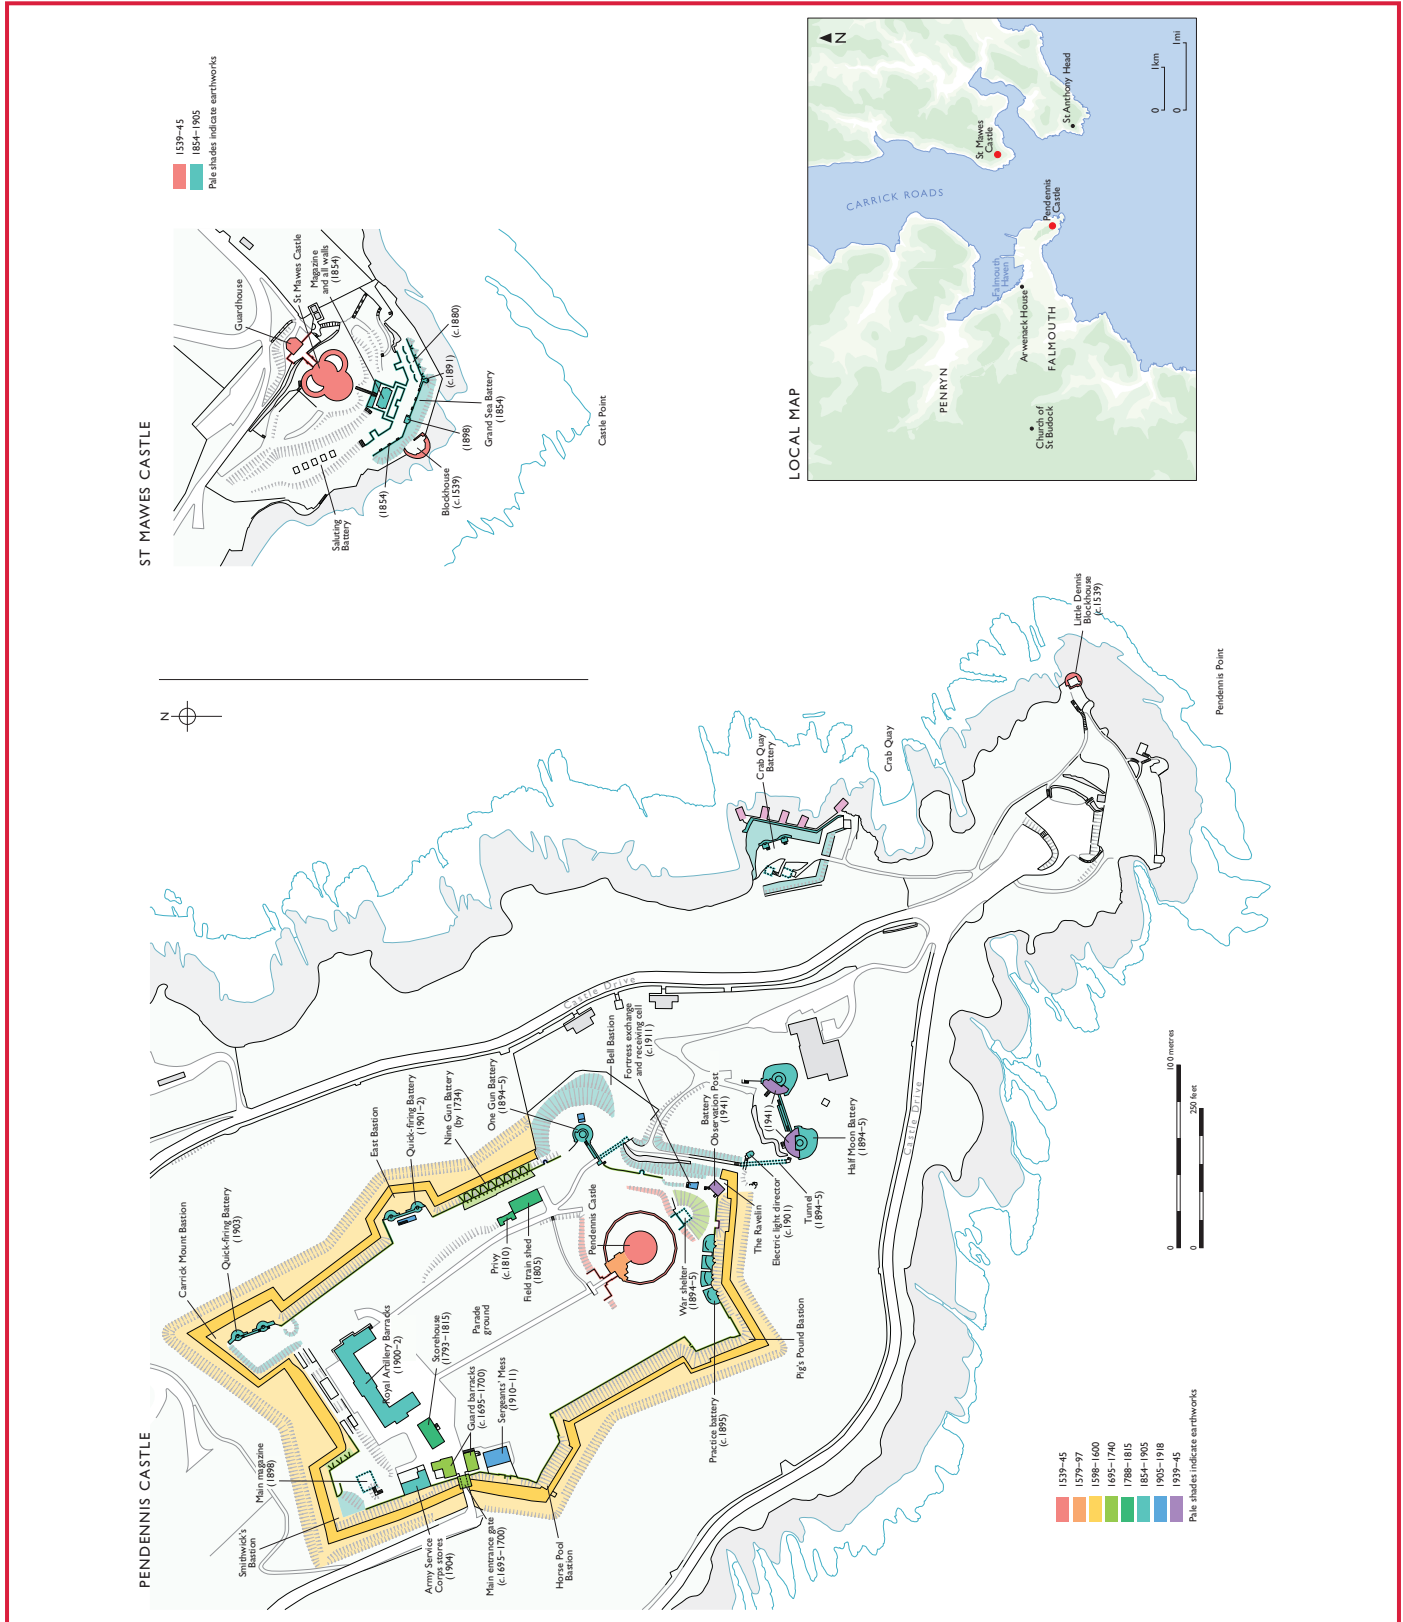 PENDENNIS CASTLE
N
Smithwick's
Bastion
Main magazine
(1898)
Carrick Mount Bastion
Quick-firing Battery
(1903)
East Bastion
Quick-firing Battery
(1901–2)
Nine Gun Battery
(by 1734)
One Gun Battery
(1894–5)
Castle Drive
Bell Bastion
Fortress exchange
and receiving cell
(c.1911)
Royal Artillery Barracks
(1900–2)
Storehouse
(1793–1815)
Parade
ground
Privy
(c.1810)
Field train shed
(1805)
Pendennis Castle
Guard barracks
(c.1695–1700)
Sergeants' Mess
(1910–11)
Army Service
Corps stores
(1904)
Main entrance gate
(c.1695–1700)
Horse Pool
Bastion
War shelter
(1894–5)
Battery
Observation Post
(1941)
(1941)
The Ravelin
Electric light director
(c.1901)
Tunnel
(1894–5)
Half Moon Battery
(1894–5)
Practice battery
(c.1895)
Pig's Pound Bastion
Castle Drive
Crab Quay
Battery
Crab Quay
Little Dennis
Blockhouse
(c.1539)
Pendennis Point
1539–45
1579–97
1598–1600
1695–1740
1788–1815
1854–1905
1905–1918
1939–45
Pale shades indicate earthworks
0
100 metres
0
250 feet
ST MAWES CASTLE
1539–45
1854–1905
Pale shades indicate earthworks
Guardhouse
St Mawes Castle
Magazine
and all walls
(1854)
Saluting
Battery
(1854)
Blockhouse
(c.1539)
(1898)
Grand Sea Battery
(1854)
(c.1891)
(c.1880)
Castle Point
LOCAL MAP
N
CARRICK ROADS
St Mawes
Castle
St Anthony Head
Pendennis
Castle
Falmouth
Haven
Arwenack House
FALMOUTH
PENRYN
Church of
St Budock
0
1km
0
1mi